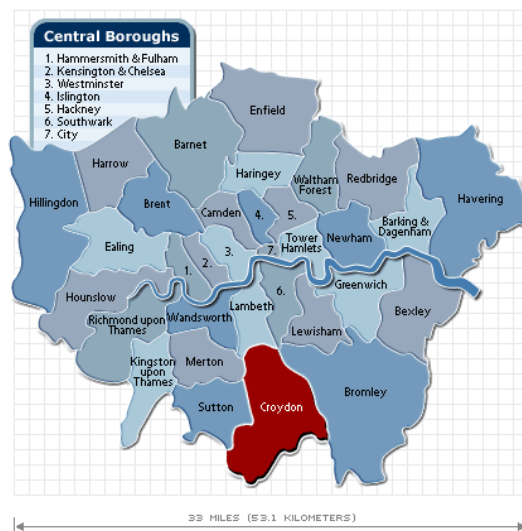 Central Boroughs
1. Hammersmith & Fulham
2. Kensington & Chelsea
3. Westminster
4. Islington
5. Hackney
6. Southwark
7. City
Enfield
Barnet
Harrow
Haringey
Waltham
Forest
Redbridge
Havering
Hillingdon
Brent
Camden
4.
5.
Barking &
Dagenham
Ealing
3.
7.
Tower
Hamlets
Newham
1.
2.
Greenwich
6.
Hounslow
Lambeth
Bexley
Richmond upon
Thames
Wandsworth
Lewisham
Kingston
upon
Thames
Merton
Bromley
Sutton
Croydon
33 MILES (53.1 KILOMETERS)